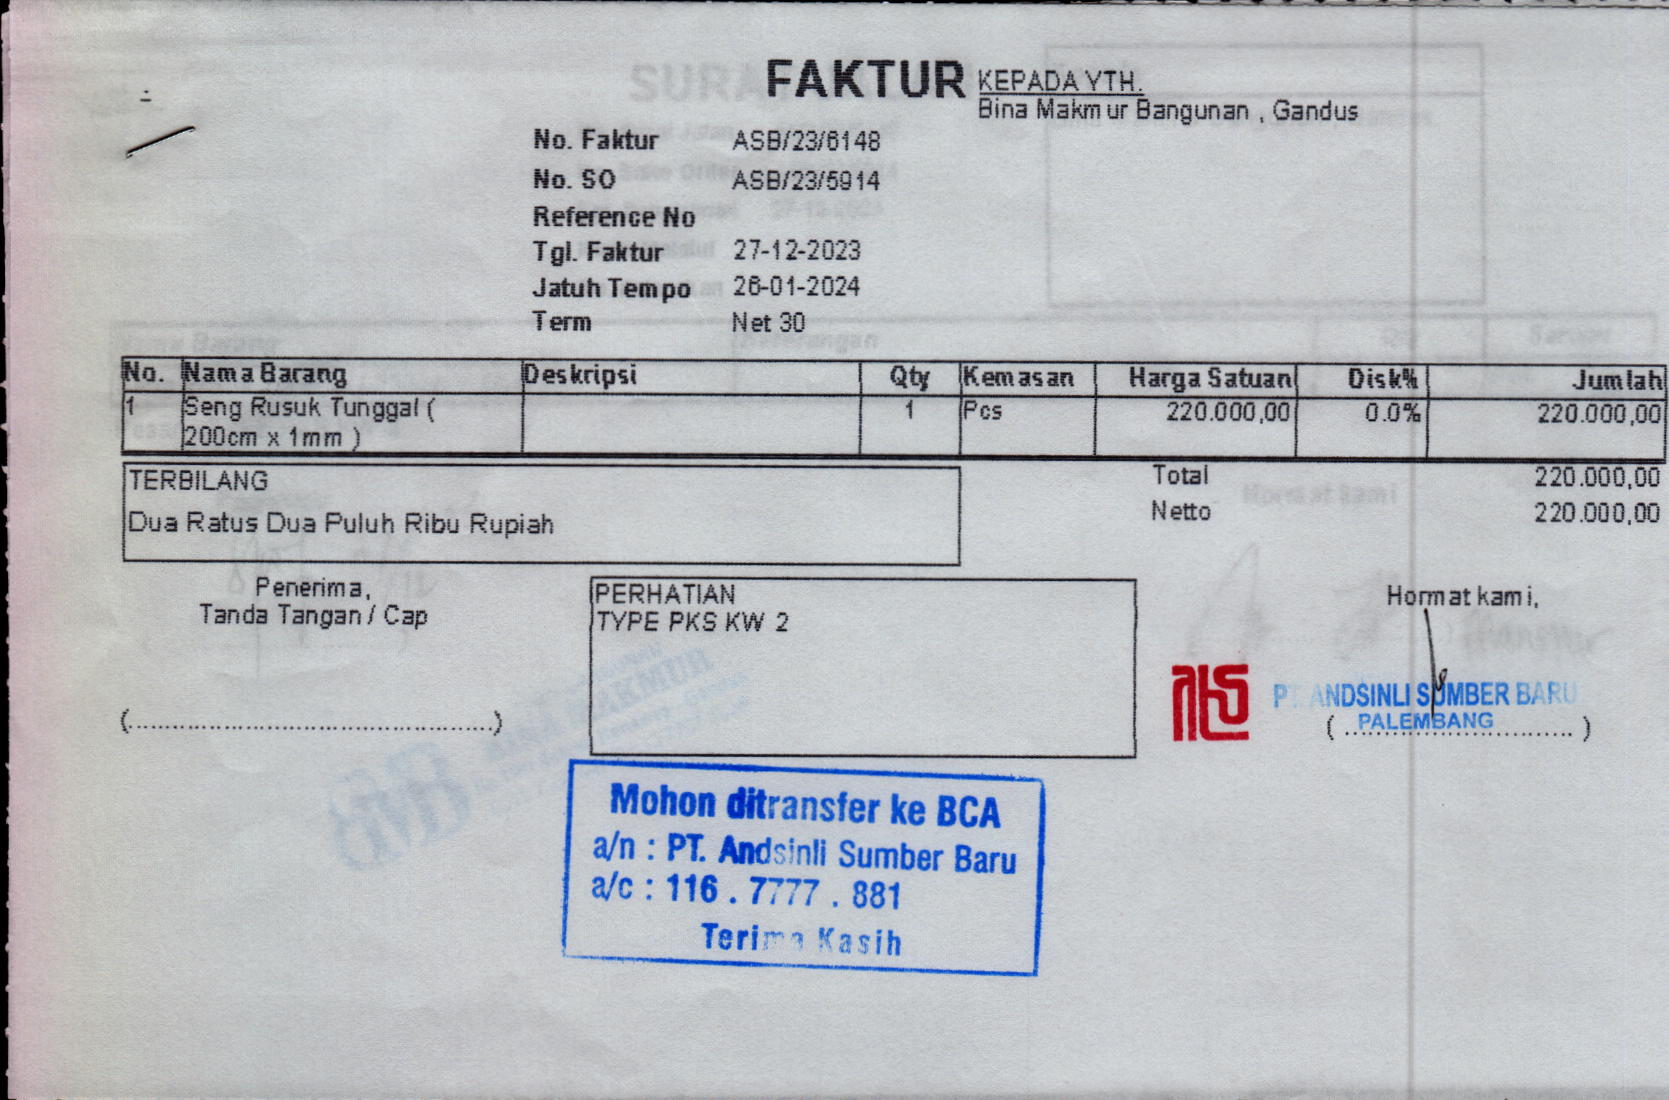 FAKTUR
KEPADA YTH.
Bina Makmur Bangunan , Gandus
No. Faktur ASB/23/6148
No. SO ASB/23/5914
Reference No
Tgl. Faktur 27-12-2023
Jatuh Tempo 26-01-2024
Term Net 30
No. Nama Barang Deskripsi Qty Kemasan Harga Satuan Disk% Jumlah
1 Seng Rusuk Tunggal ( 1 Pcs 220.000,00 0.0% 220.000,00
200cm x 1mm )
TERBILANG
Dua Ratus Dua Puluh Ribu Rupiah
Total 220.000,00
Netto 220.000,00
Penerima,
Tanda Tangan / Cap
(............................................)
PERHATIAN
TYPE PKS KW 2
Hormat kami,
PT. ANDSINLI SUMBER BARU
PALEMBANG
( ............................ )
Mohon ditransfer ke BCA
a/n : PT. Andsinli Sumber Baru
a/c : 116 . 7777 . 881
Terima Kasih